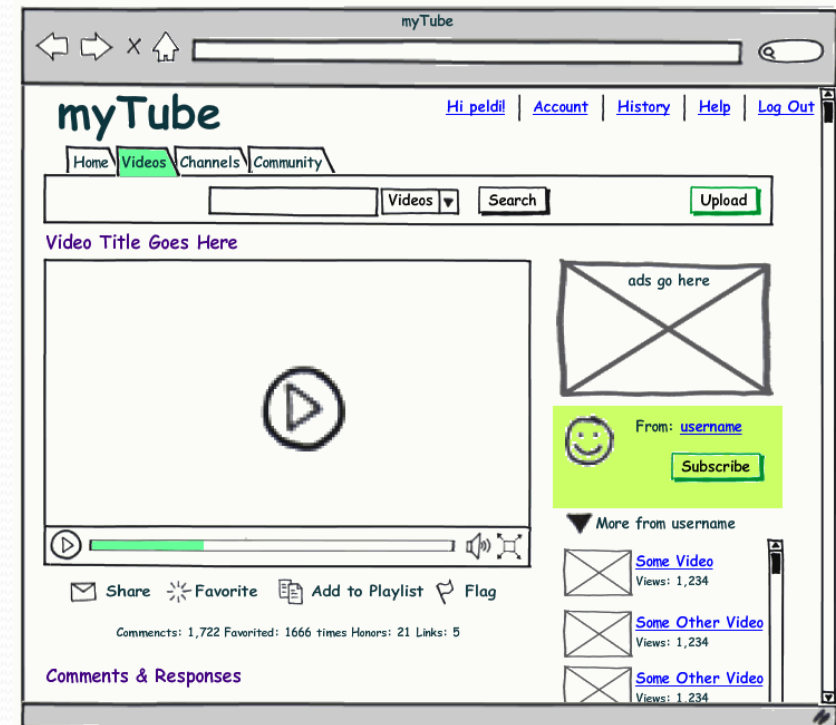 myTube
myTube
Hi peldi! Account History Help Log Out
Home Videos Channels Community
Videos Search Upload
Video Title Goes Here
ads go here
From: username
Subscribe
More from username
Some Video
Views: 1,234
Some Other Video
Views: 1,234
Some Other Video
Views: 1,234
Share Favorite Add to Playlist Flag
Commencts: 1,722 Favorited: 1666 times Honors: 21 Links: 5
Comments & Responses